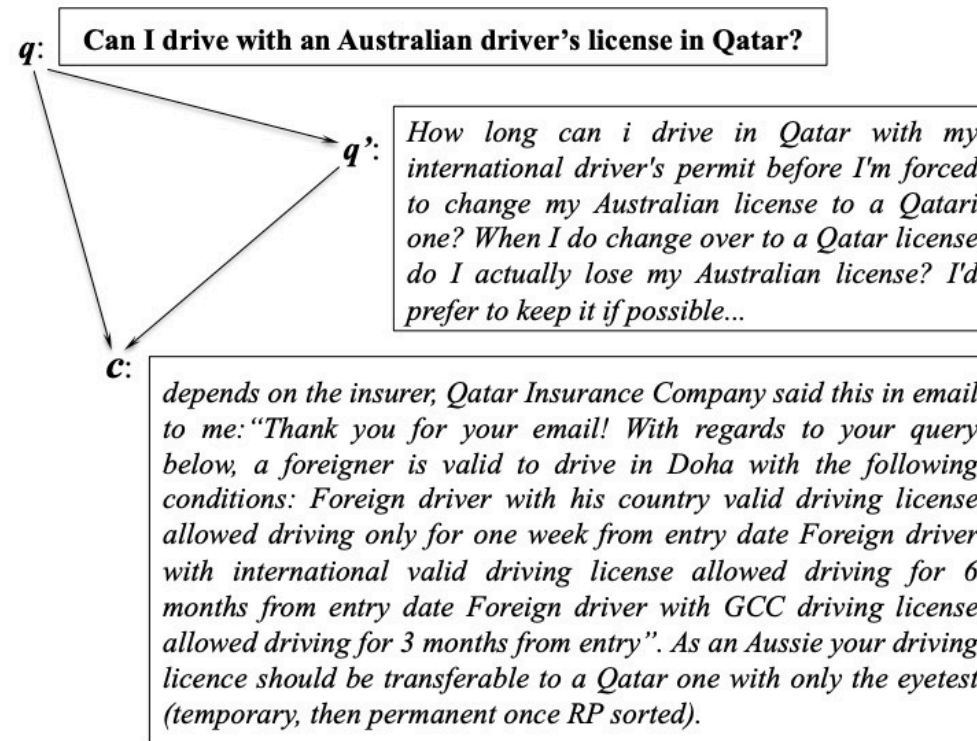 q: Can I drive with an Australian driver’s license in Qatar?
q’: How long can i drive in Qatar with my
international driver's permit before I'm forced
to change my Australian license to a Qatari
one? When I do change over to a Qatar license
do I actually lose my Australian license? I'd
prefer to keep it if possible...
c: depends on the insurer, Qatar Insurance Company said this in email
to me:“Thank you for your email! With regards to your query
below, a foreigner is valid to drive in Doha with the following
conditions: Foreign driver with his country valid driving license
allowed driving only for one week from entry date Foreign driver
with international valid driving license allowed driving for 6
months from entry date Foreign driver with GCC driving license
allowed driving for 3 months from entry”. As an Aussie your driving
licence should be transferable to a Qatar one with only the eyetest
(temporary, then permanent once RP sorted).